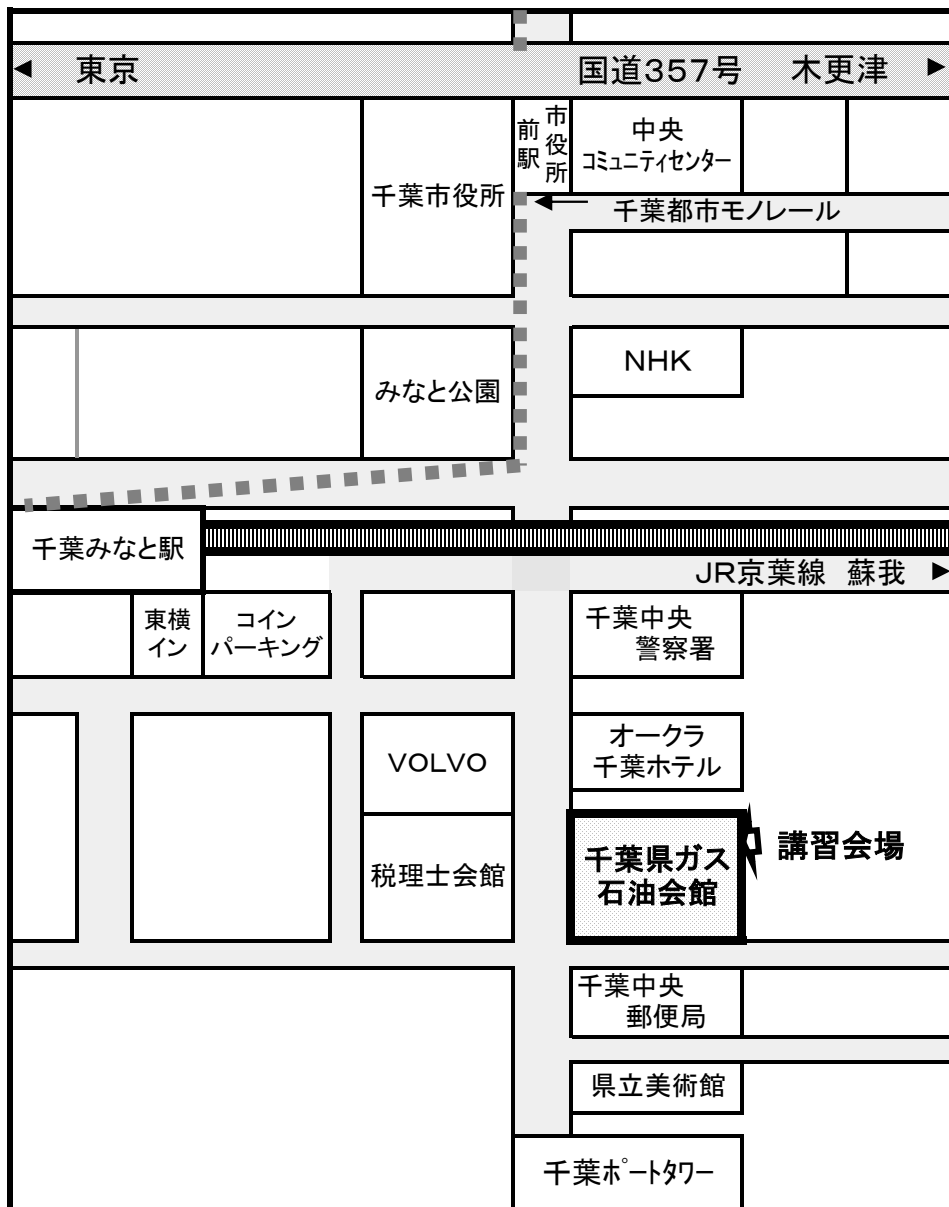 ◀ 東京 国道357号 木更津 ▶
市役所
前駅
中央
コミュニティセンター
千葉市役所
千葉都市モノレール
NHK
みなと公園
千葉みなと駅
JR京葉線 蘇我 ▶
東横
イン
コイン
パーキング
千葉中央
警察署
VOLVO
オークラ
千葉ホテル
税理士会館
千葉県ガス
石油会館
講習会場
千葉中央
郵便局
県立美術館
千葉ポートタワー